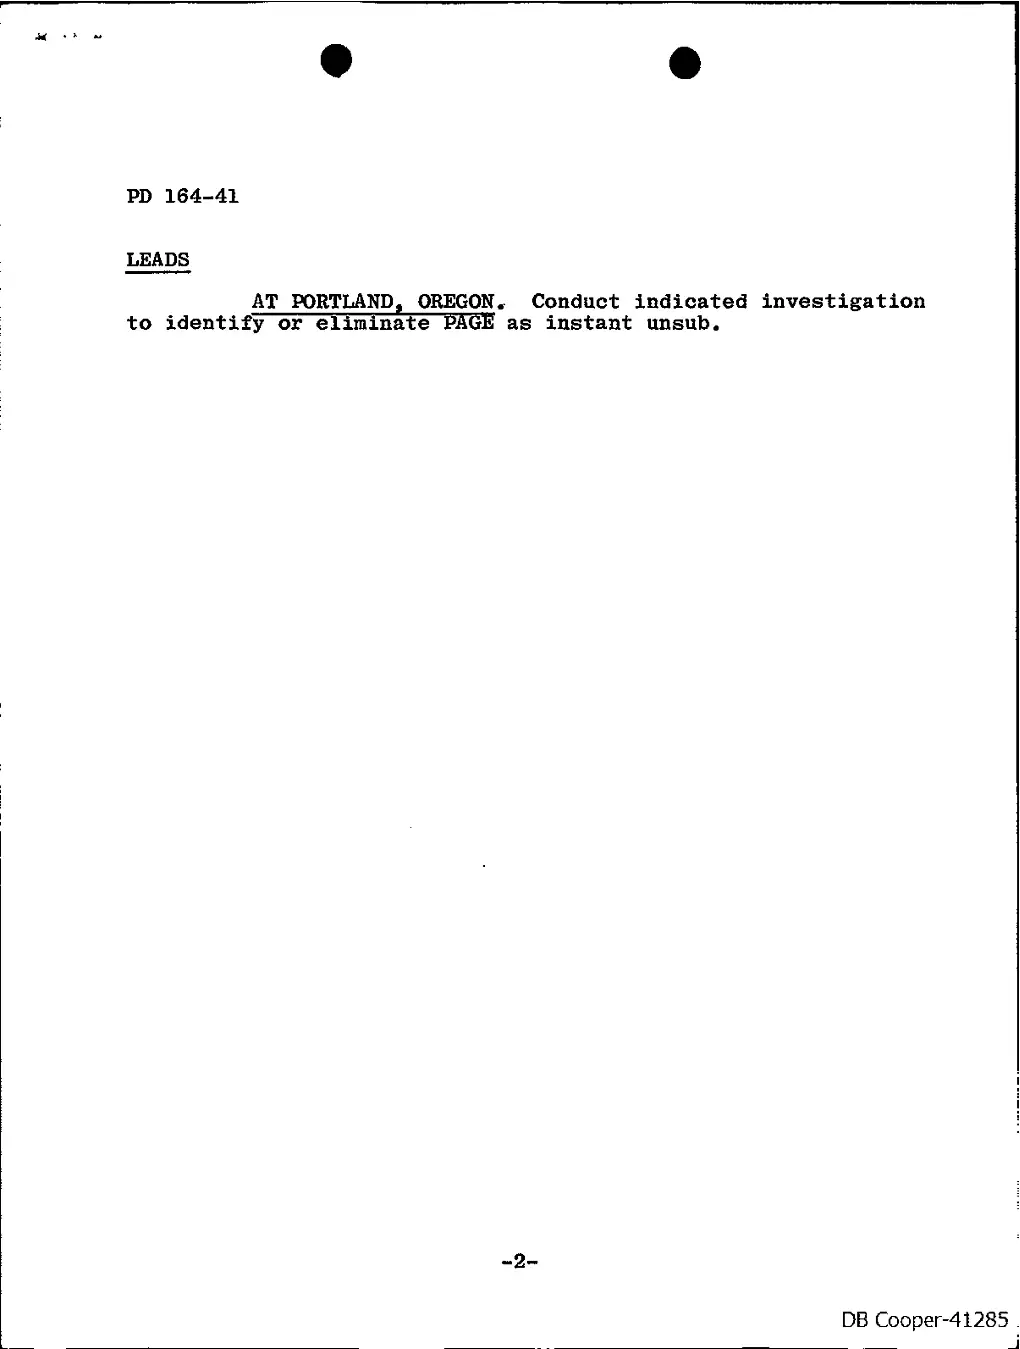 PD 164-41
LEADS
AT PORTLAND, OREGON. Conduct indicated investigation
to identify or eliminate PAGE as instant unsub.
-2-
DB Cooper-41285